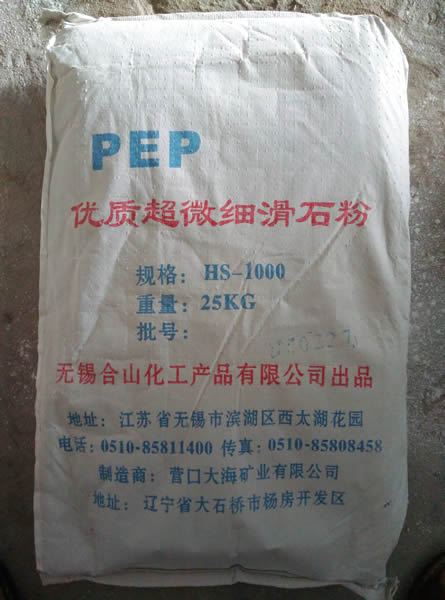 PEP
优质超微细滑石粉
规格: HS-1000
重量: 25KG
批号:
无锡合山化工产品有限公司出品
地址: 江苏省无锡市滨湖区西太湖花园
电话: 0510-85811400 传真: 0510-85808458
制造商: 营口大海矿业有限公司
地址: 辽宁省大石桥市杨房开发区